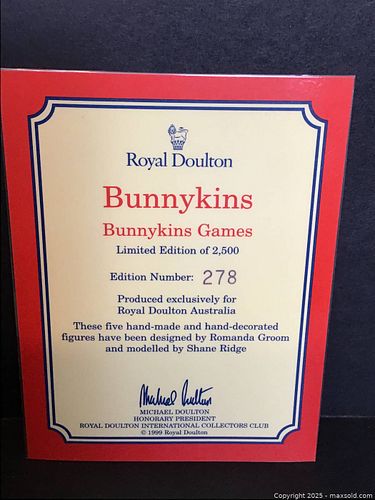 Royal Doulton
Bunnykins
Bunnykins Games
Limited Edition of 2,500
Edition Number: 278
Produced exclusively for
Royal Doulton Australia
These five hand-made and hand-decorated
figures have been designed by Romanda Groom
and modelled by Shane Ridge
Michael Doulton
MICHAEL DOULTON
HONORARY PRESIDENT
ROYAL DOULTON INTERNATIONAL COLLECTORS CLUB
© 1999 Royal Doulton
© Copyright 2025 - maxsold.com